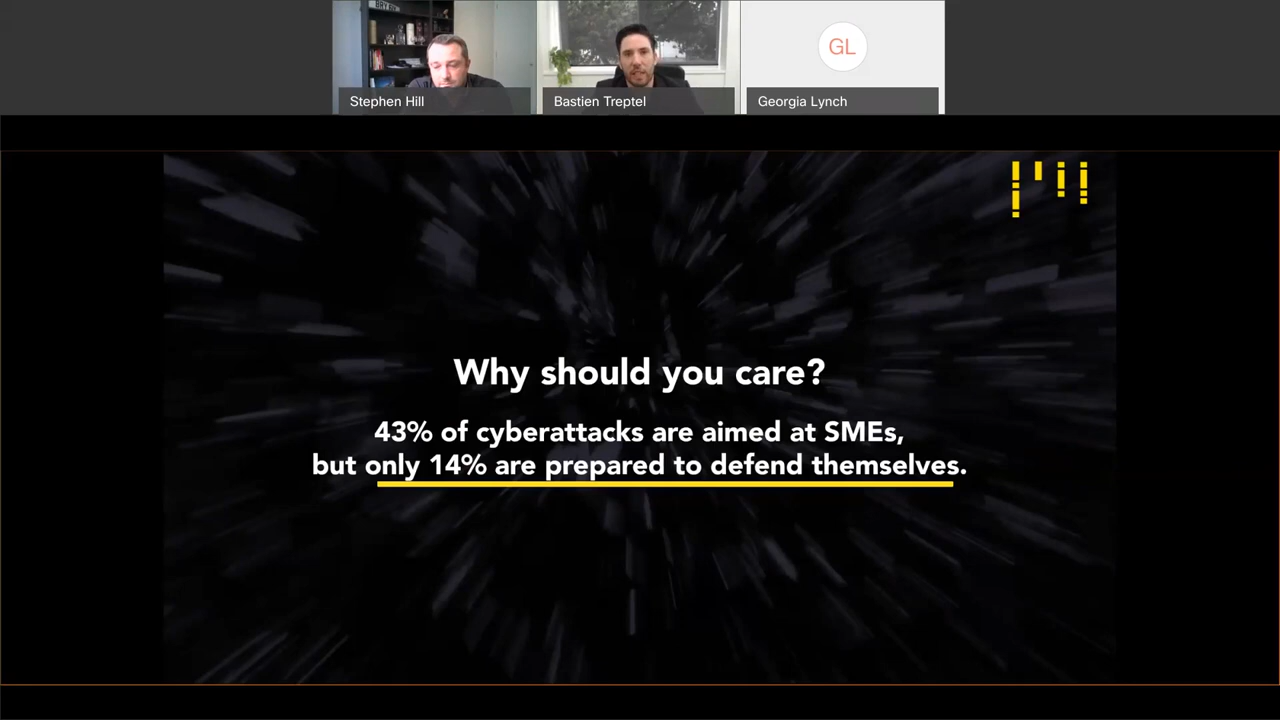 Stephen Hill
Bastien Treptel
GL
Georgia Lynch
Why should you care?
43% of cyberattacks are aimed at SMEs,
but only 14% are prepared to defend themselves.